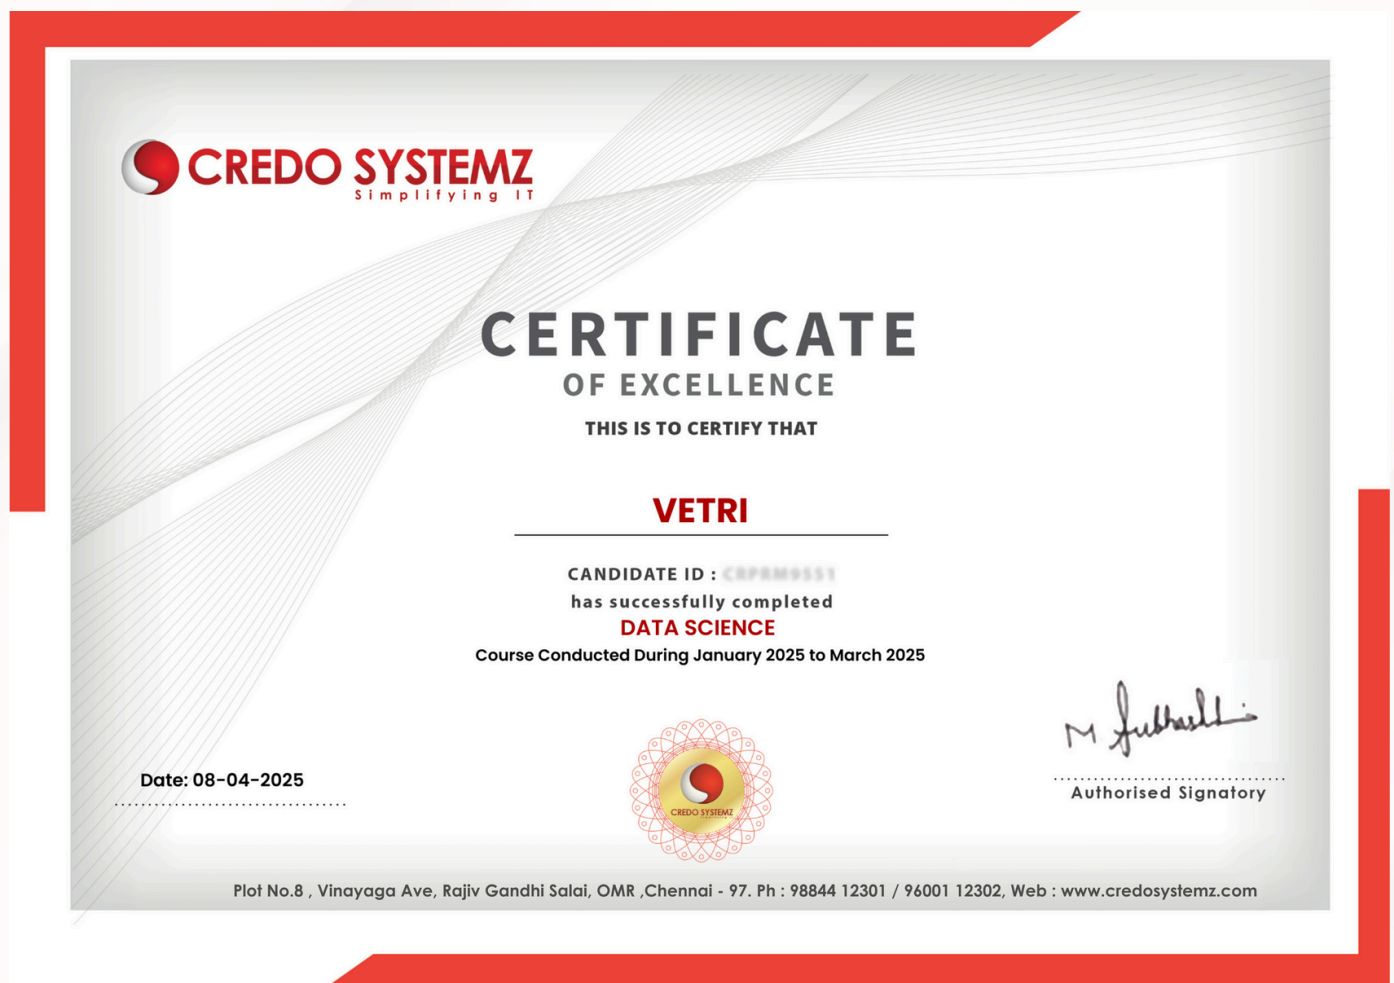 CREDO SYSTEMZ
Simplifying IT
CERTIFICATE
OF EXCELLENCE
THIS IS TO CERTIFY THAT
VETRI
CANDIDATE ID :
has successfully completed
DATA SCIENCE
Course Conducted During January 2025 to March 2025
Date: 08-04-2025
CREDO SYSTEMZ
Authorised Signatory
Plot No.8 , Vinayaga Ave, Rajiv Gandhi Salai, OMR ,Chennai - 97. Ph : 98844 12301 / 96001 12302, Web : www.credosystemz.com